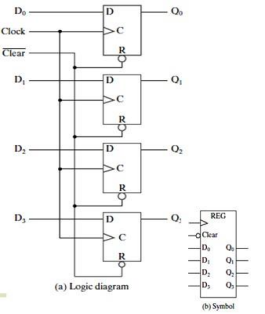 D₀ D Q₀
Clock C
Clear R
D₁ D Q₁
C
R
D₂ D Q₂
C
R
D₃ D Q₃
C
R
(a) Logic diagram
REG
Clear
D₀ Q₀
D₁ Q₁
D₂ Q₂
D₃ Q₃
(b) Symbol